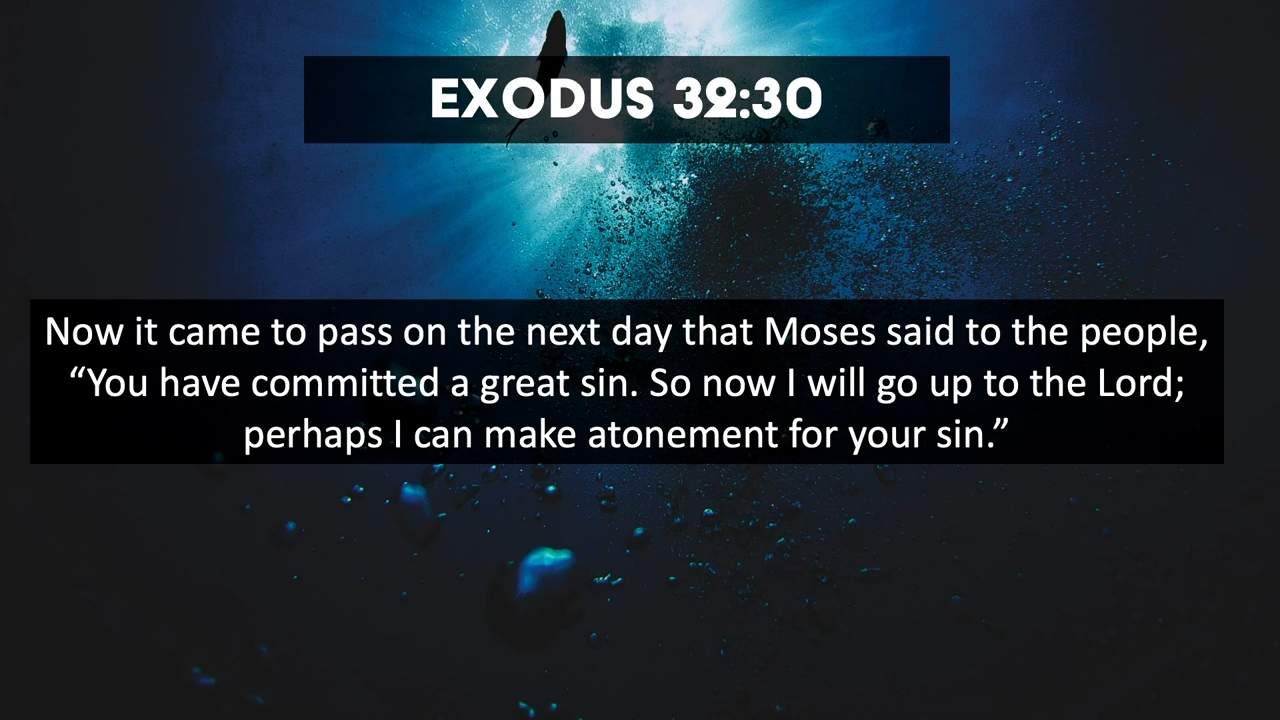 EXODUS 32:30
Now it came to pass on the next day that Moses said to the people,
“You have committed a great sin. So now I will go up to the Lord;
perhaps I can make atonement for your sin.”